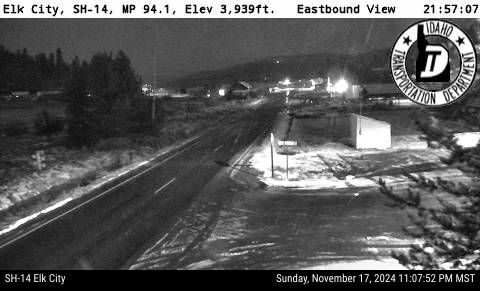 Elk City, SH-14, MP 94.1, Elev 3,939ft. Eastbound View 21:57:07
IDAHO
TRANSPORTATION DEPARTMENT
SH-14 Elk City Sunday, November 17, 2024 11:07:52 PM MST